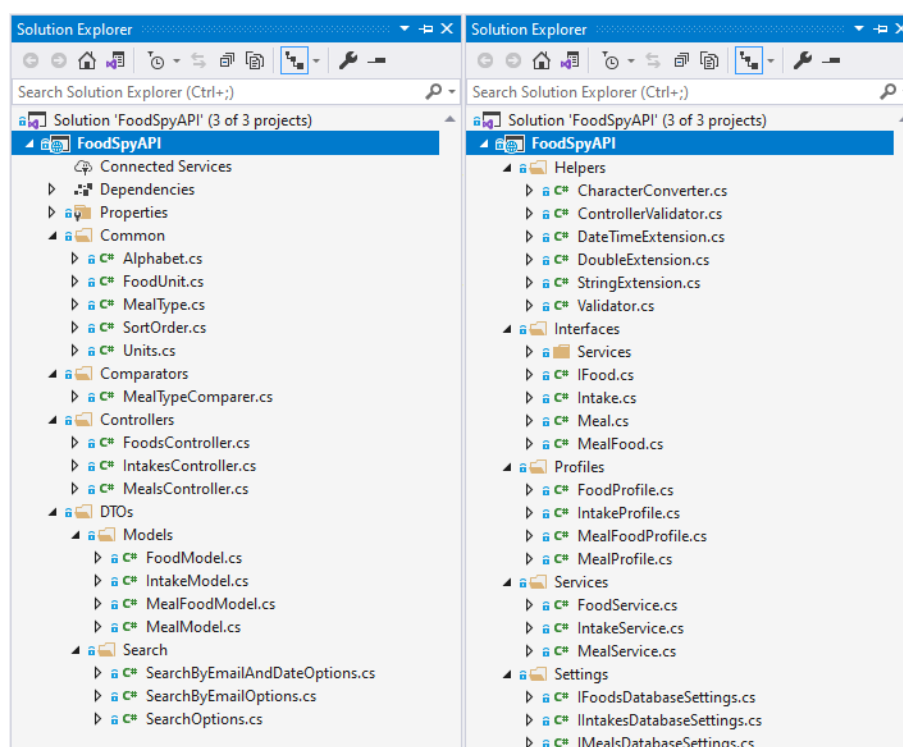 Solution Explorer
Search Solution Explorer (Ctrl+;)
Solution 'FoodSpyAPI' (3 of 3 projects)
FoodSpyAPI
Connected Services
Dependencies
Properties
Common
C# Alphabet.cs
C# FoodUnit.cs
C# MealType.cs
C# SortOrder.cs
C# Units.cs
Comparators
C# MealTypeComparer.cs
Controllers
C# FoodsController.cs
C# IntakesController.cs
C# MealsController.cs
DTOs
Models
C# FoodModel.cs
C# IntakeModel.cs
C# MealFoodModel.cs
C# MealModel.cs
Search
C# SearchByEmailAndDateOptions.cs
C# SearchByEmailOptions.cs
C# SearchOptions.cs
Solution Explorer
Search Solution Explorer (Ctrl+;)
Solution 'FoodSpyAPI' (3 of 3 projects)
FoodSpyAPI
Helpers
C# CharacterConverter.cs
C# ControllerValidator.cs
C# DateTimeExtension.cs
C# DoubleExtension.cs
C# StringExtension.cs
C# Validator.cs
Interfaces
Services
C# IFood.cs
C# Intake.cs
C# Meal.cs
C# MealFood.cs
Profiles
C# FoodProfile.cs
C# IntakeProfile.cs
C# MealFoodProfile.cs
C# MealProfile.cs
Services
C# FoodService.cs
C# IntakeService.cs
C# MealService.cs
Settings
C# IFoodsDatabaseSettings.cs
C# IIntakesDatabaseSettings.cs
C# IMealsDatabaseSettings.cs